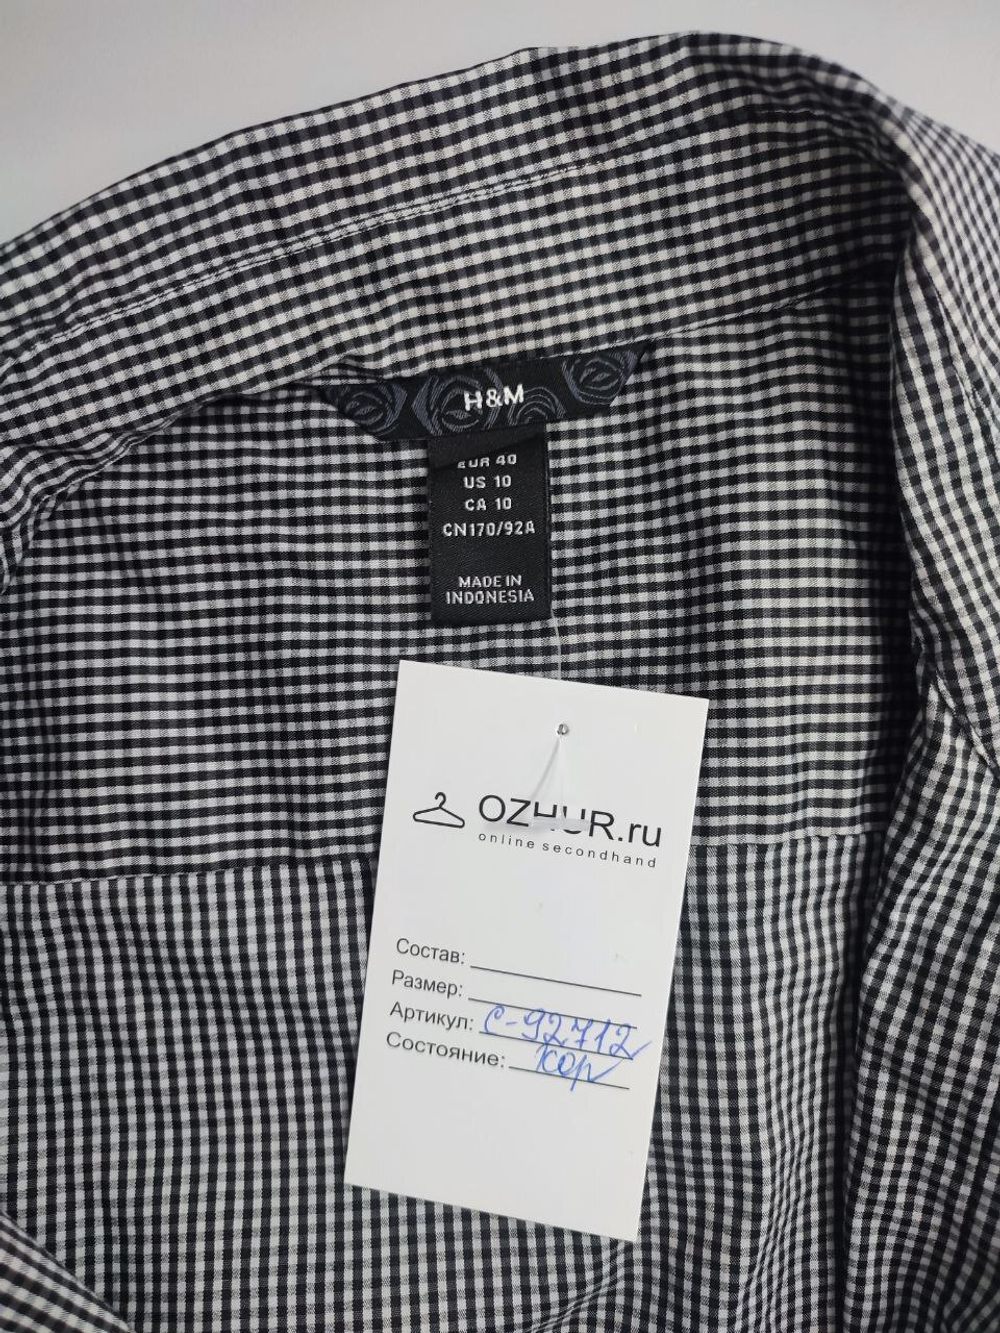 H&M
EUR 40
US 10
CA 10
CN170/92A
MADE IN
INDONESIA
OZHUR.ru
online secondhand
Состав:
Размер:
Артикул: С-92712
Состояние: хор